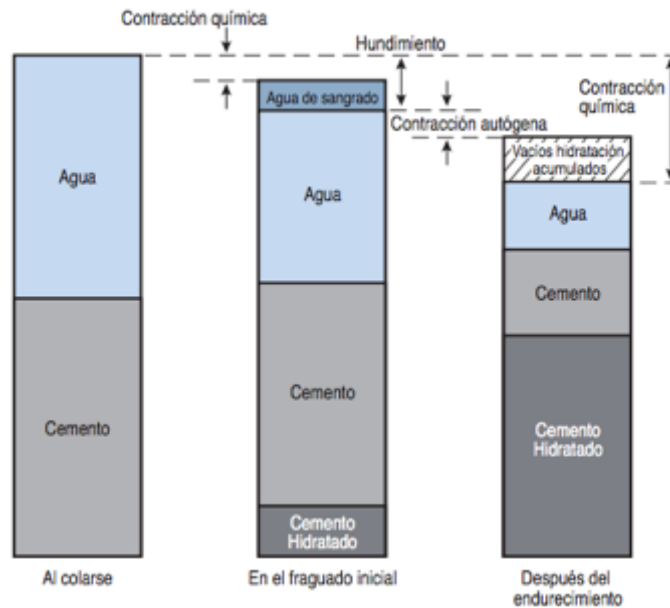 Contracción química
Hundimiento
Agua de sangrado
Contracción
química
Contracción autógena
Vacíos hidratación
acumulados
Agua
Agua
Agua
Cemento
Cemento
Cemento
Cemento
Hidratado
Cemento
Hidratado
Al colarse
En el fraguado inicial
Después del
endurecimiento